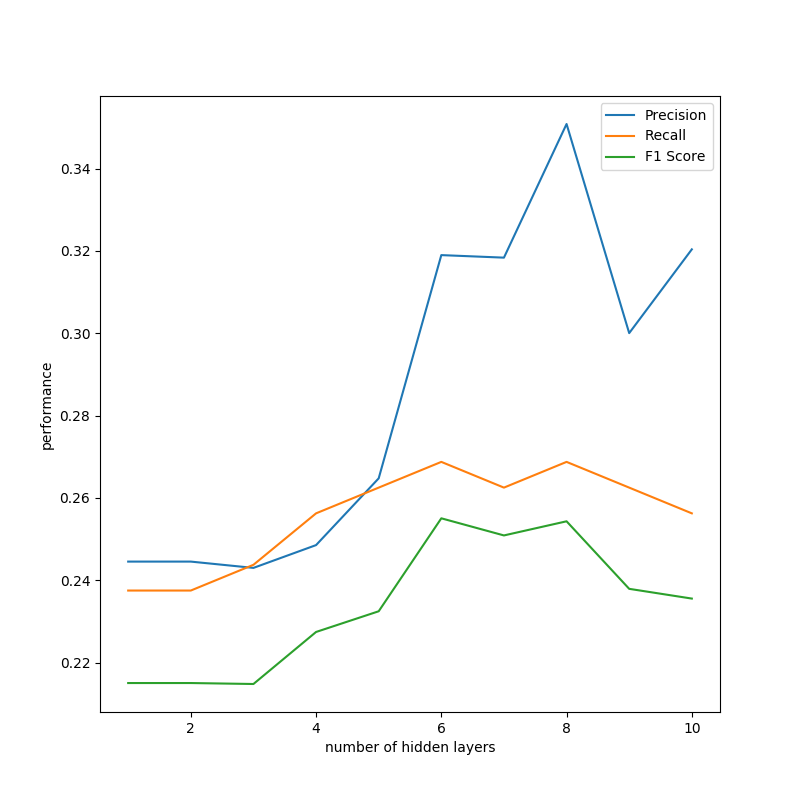 Precision
Recall
F1 Score
0.34
0.32
0.30
0.28
0.26
0.24
0.22
performance
2 4 6 8 10
number of hidden layers